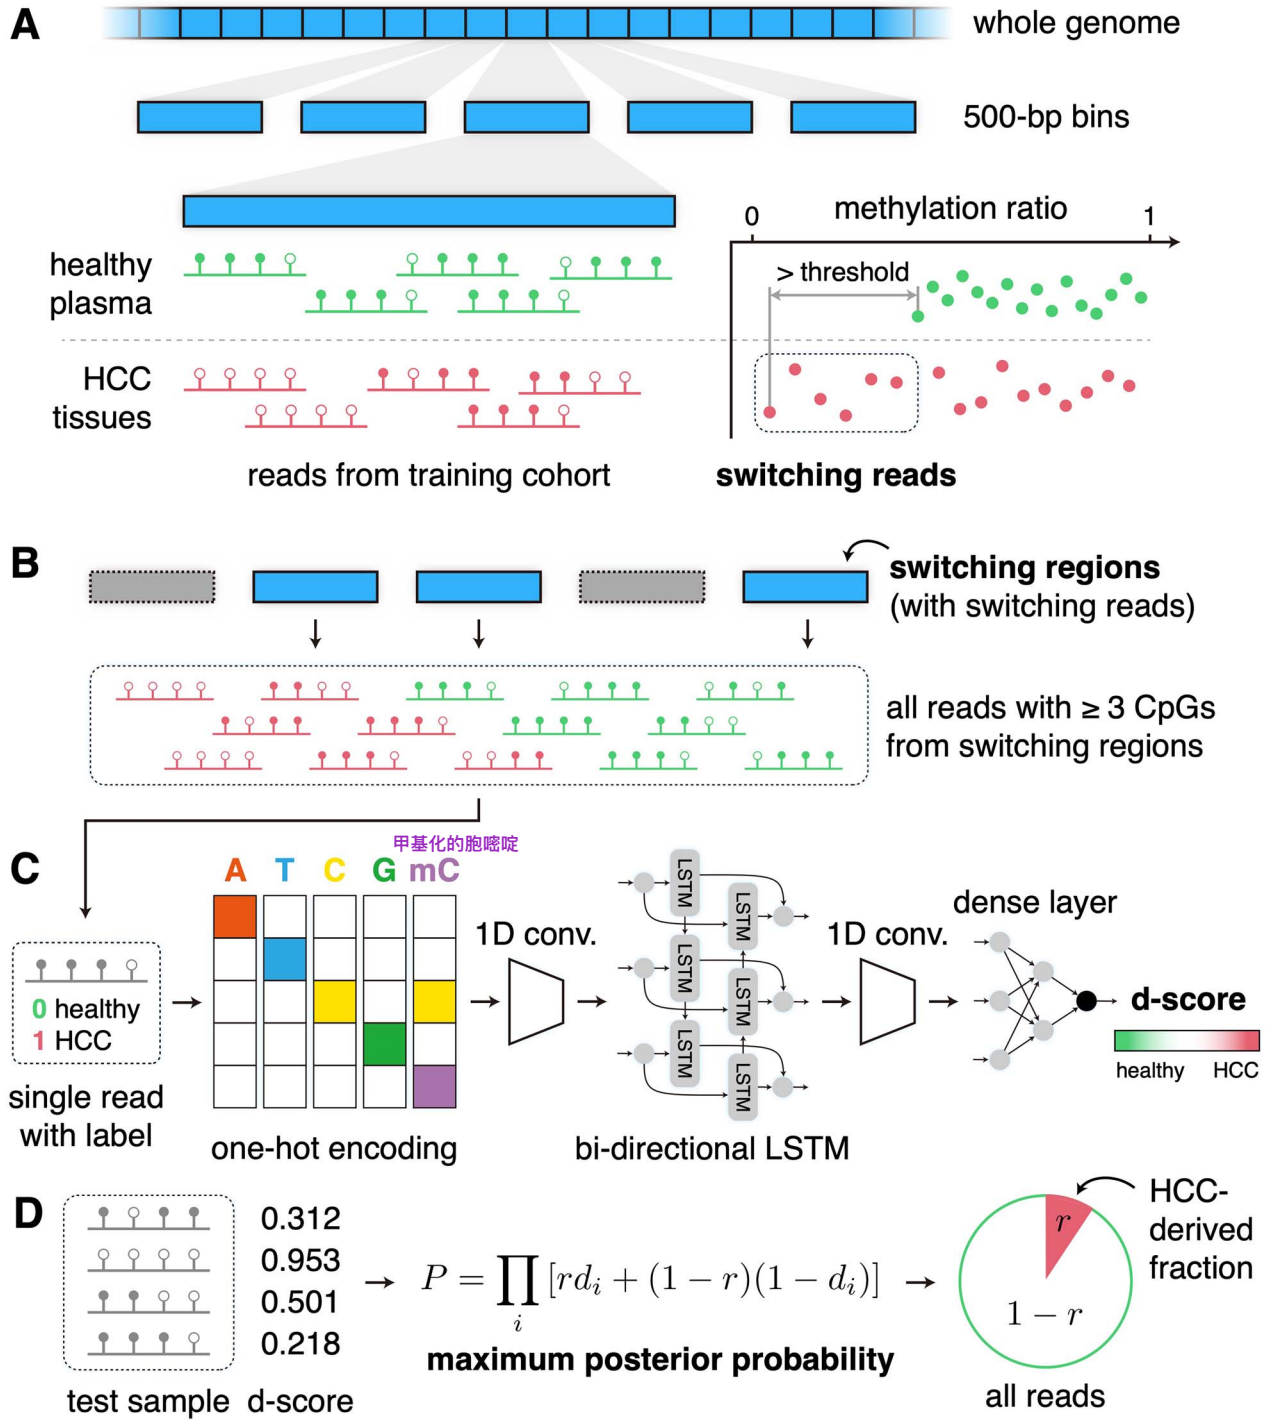 A
whole genome
500-bp bins
0 methylation ratio 1
> threshold
healthy
plasma
HCC
tissues
reads from training cohort
switching reads
B
switching regions
(with switching reads)
all reads with ≥ 3 CpGs
from switching regions
C
甲基化的胞嘧啶
A T C G mC
0 healthy
1 HCC
single read
with label
one-hot encoding
1D conv.
LSTM
LSTM
LSTM
LSTM
LSTM
LSTM
bi-directional LSTM
1D conv.
dense layer
d-score
healthy HCC
D
0.312
0.953
0.501
0.218
test sample d-score
P = ∏i [rdi + (1 − r)(1 − di)]
maximum posterior probability
r
1 − r
HCC-
derived
fraction
all reads